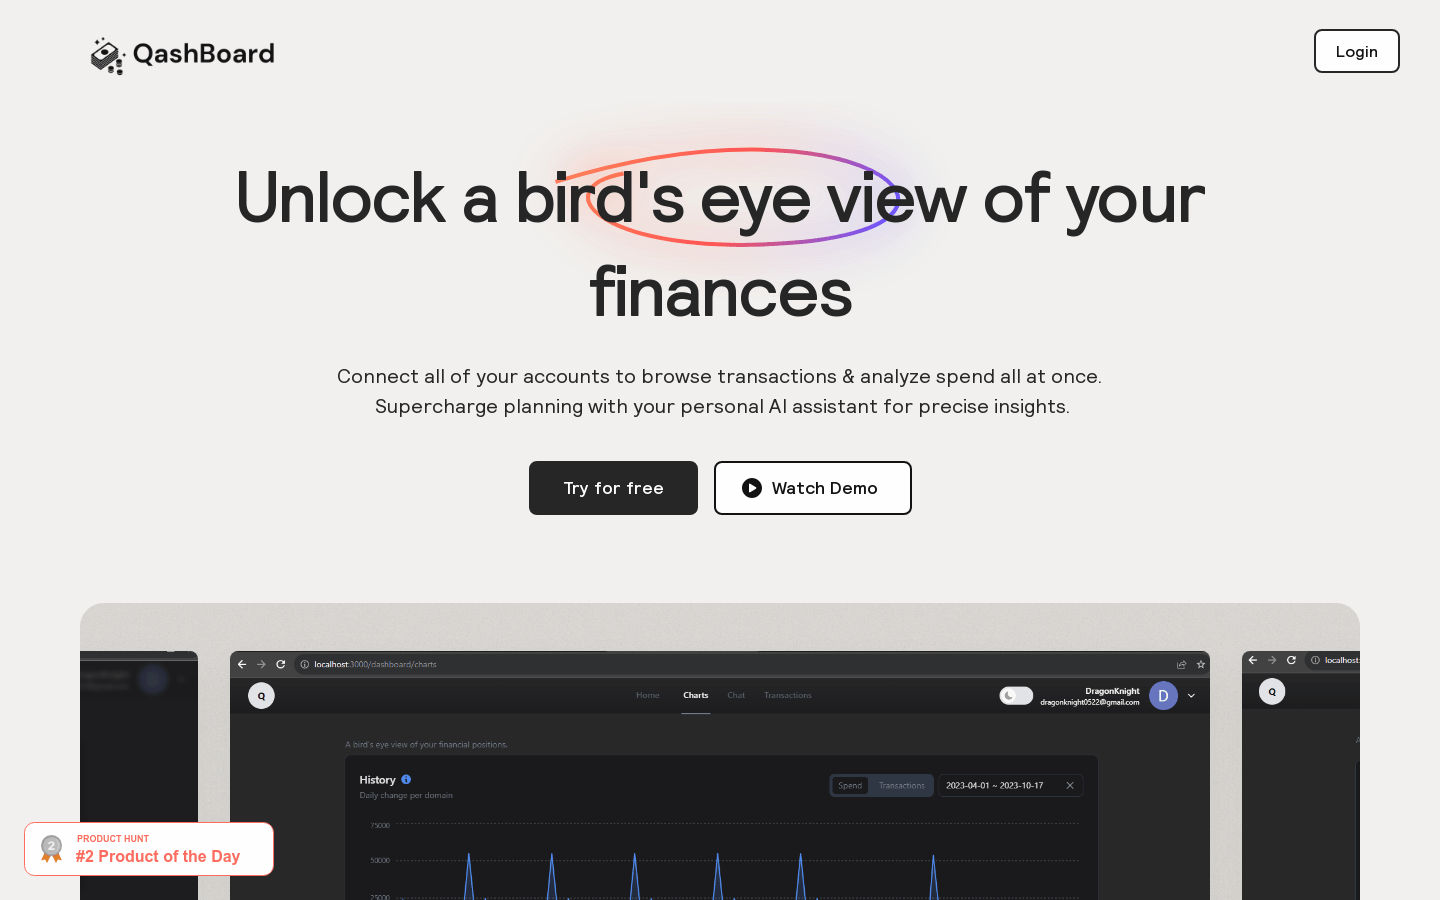 QashBoard
Login
Unlock a bird's eye view of your
finances
Connect all of your accounts to browse transactions & analyze spend all at once.
Supercharge planning with your personal AI assistant for precise insights.
Try for free
Watch Demo
localhost:3000/dashboard/charts
localhost:
Q
Home
Charts
Chat
Transactions
DragonKnight
dragonknight0522@gmail.com
D
Q
A bird's eye view of your financial positions.
A
History
Daily change per domain
Spend
Transactions
2023-04-01 ~ 2023-10-17
75000
50000
25000
2
PRODUCT HUNT
#2 Product of the Day